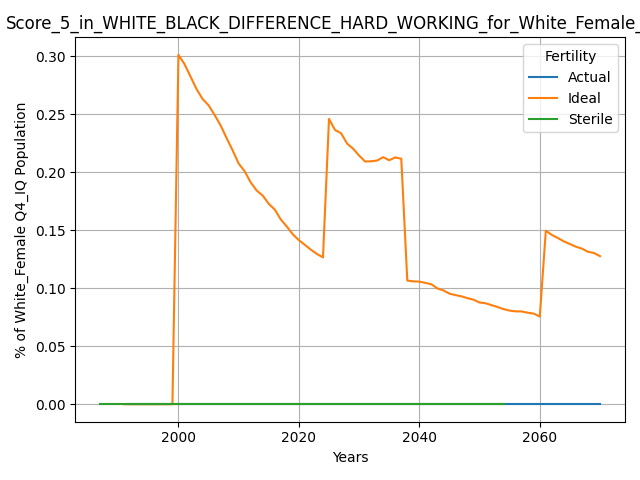 Score_5_in_WHITE_BLACK_DIFFERENCE_HARD_WORKING_for_White_Female_
Fertility
Actual
Ideal
Sterile
% of White_Female Q4_IQ Population
0.30
0.25
0.20
0.15
0.10
0.05
0.00
2000 2020 2040 2060
Years